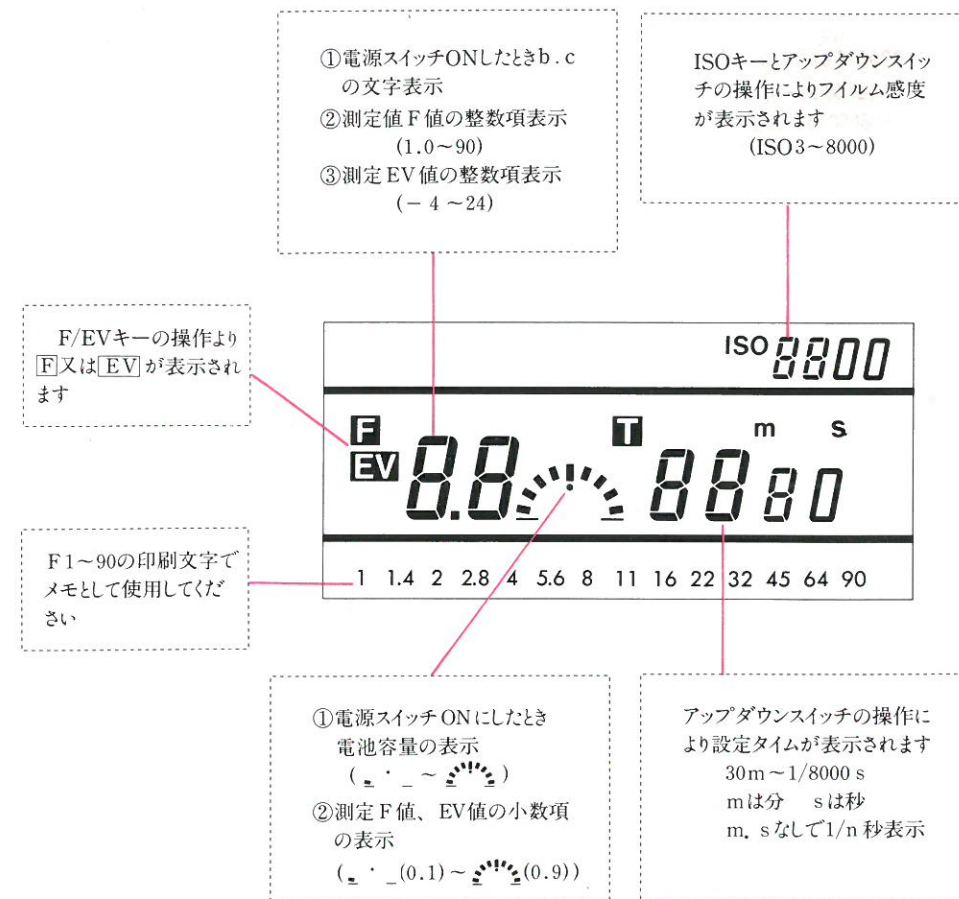 ①電源スイッチONしたときb.c
の文字表示
②測定値F値の整数項表示
(1.0~90)
③測定EV値の整数項表示
(-4~24)
ISOキーとアップダウンスイッ
チの操作によりフイルム感度
が表示されます
(ISO3~8000)
F/EVキーの操作より
F又はEVが表示され
ます
ISO 8800
F
EV 8.8
T m s
88 80
F1~90の印刷文字で
メモとして使用してくだ
さい
1 1.4 2 2.8 4 5.6 8 11 16 22 32 45 64 90
①電源スイッチONにしたとき
電池容量の表示
( ~ )
②測定F値、EV値の小数項
の表示
( (0.1)~ (0.9))
アップダウンスイッチの操作に
より設定タイムが表示されます
30m~1/8000s
mは分 sは秒
m.sなしで1/n秒表示